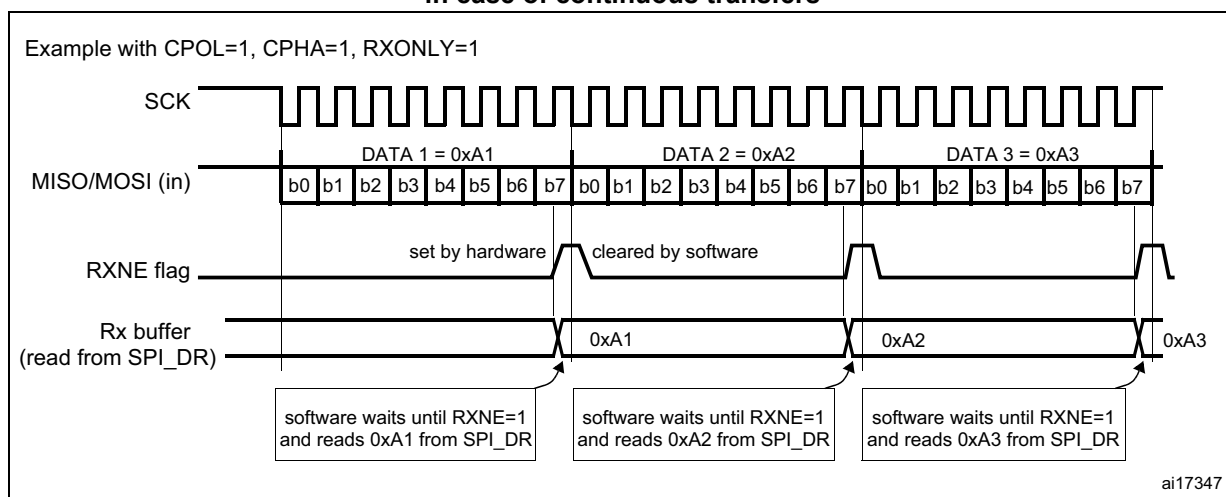 in case of continuous transfers
Example with CPOL=1, CPHA=1, RXONLY=1
SCK
DATA 1 = 0xA1 DATA 2 = 0xA2 DATA 3 = 0xA3
MISO/MOSI (in) b0 b1 b2 b3 b4 b5 b6 b7 b0 b1 b2 b3 b4 b5 b6 b7 b0 b1 b2 b3 b4 b5 b6 b7
set by hardware cleared by software
RXNE flag
Rx buffer
(read from SPI_DR)
0xA1 0xA2 0xA3
software waits until RXNE=1
and reads 0xA1 from SPI_DR
software waits until RXNE=1
and reads 0xA2 from SPI_DR
software waits until RXNE=1
and reads 0xA3 from SPI_DR
ai17347